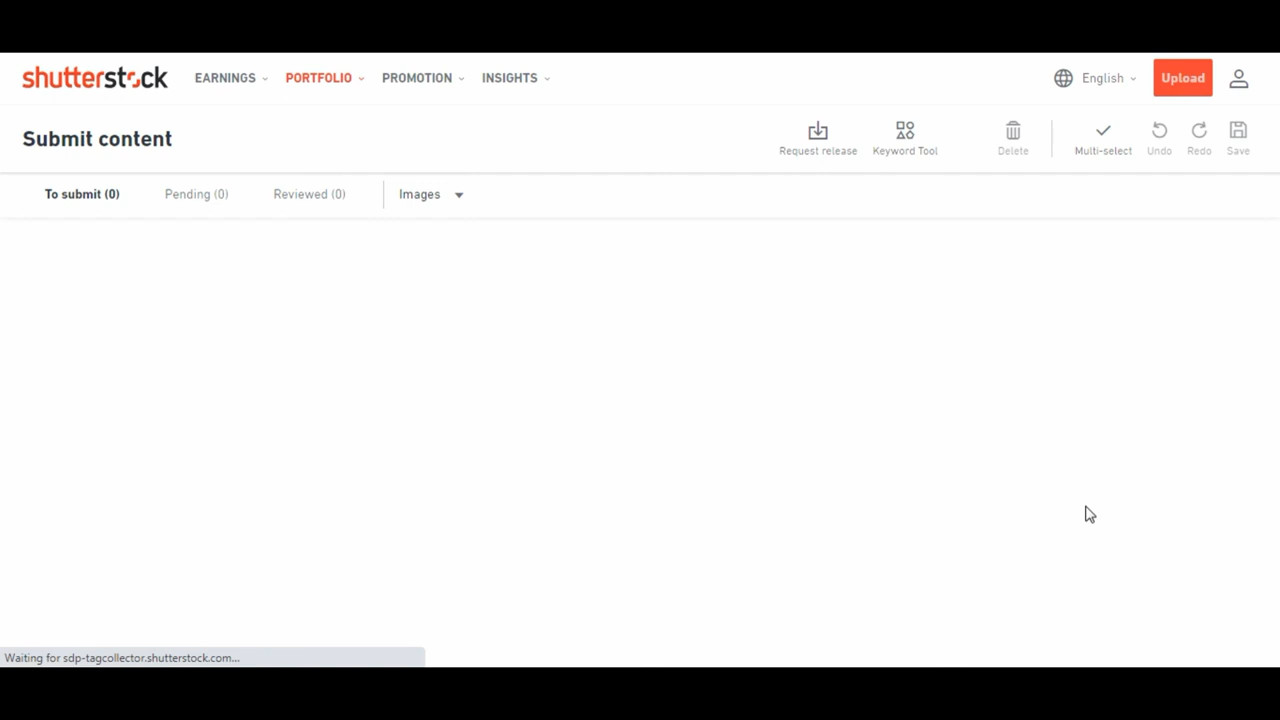 shutterstock EARNINGS PORTFOLIO PROMOTION INSIGHTS English Upload
Submit content
Request release Keyword Tool Delete Multi-select Undo Redo Save
To submit (0) Pending (0) Reviewed (0) Images
Waiting for sdp-tagcollector.shutterstock.com...